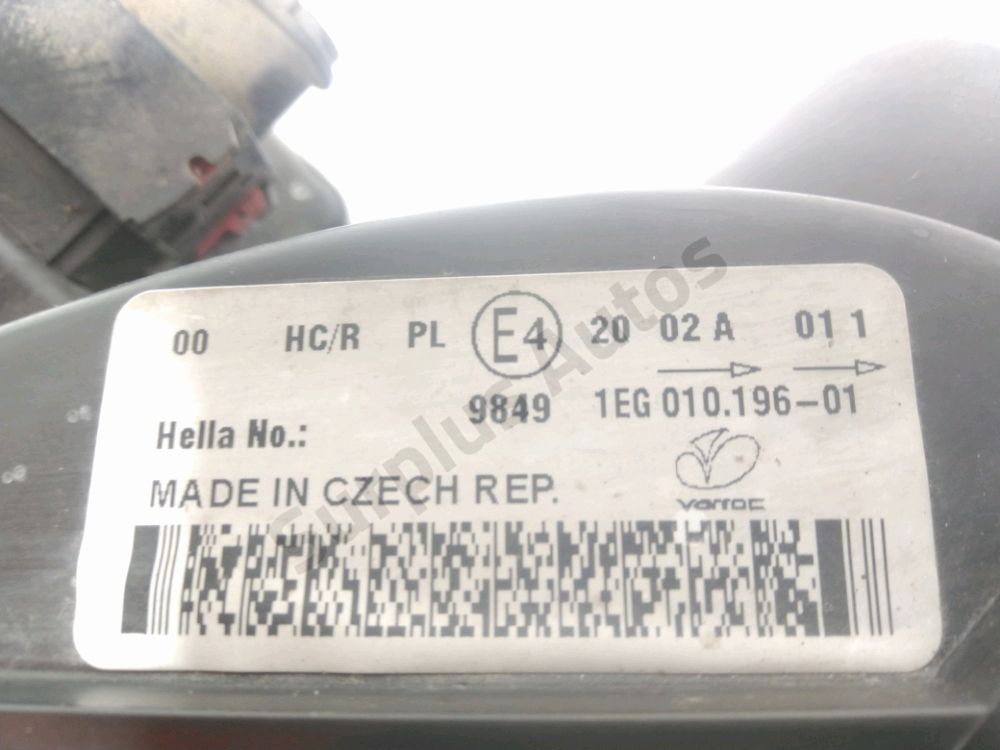 00 HC/R PL E4 20 02 A 01 1
9849 1EG 010.196-01
Hella No.:
MADE IN CZECH REP.
varroc
Surplus Autos